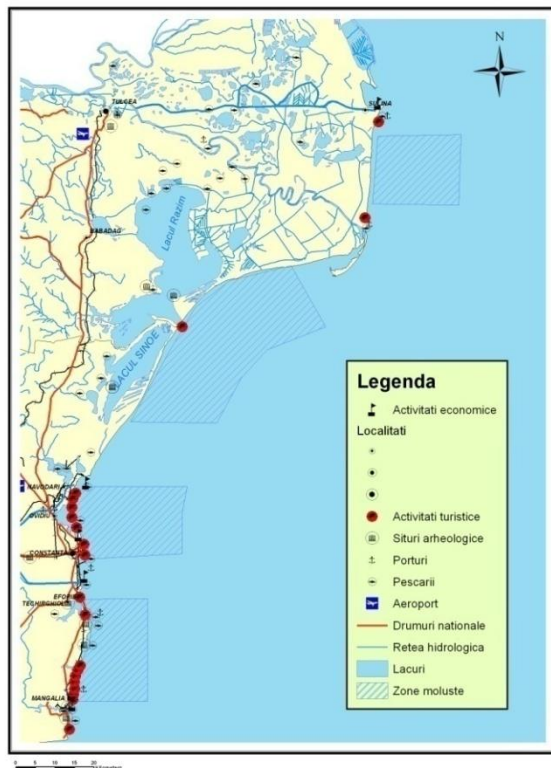 N
TULCEA
SULINA
BABADAG
Lacul Razim
LACUL SINOE
NAVODARI
OVIDIU
CONSTANTA
EFORIE
TECHIRGHIOL
MANGALIA
Legenda
Activitati economice
Localitati
Activitati turistice
Situri arheologice
Porturi
Pescarii
Aeroport
Drumuri nationale
Retea hidrologica
Lacuri
Zone moluste
0 5 10 15 20